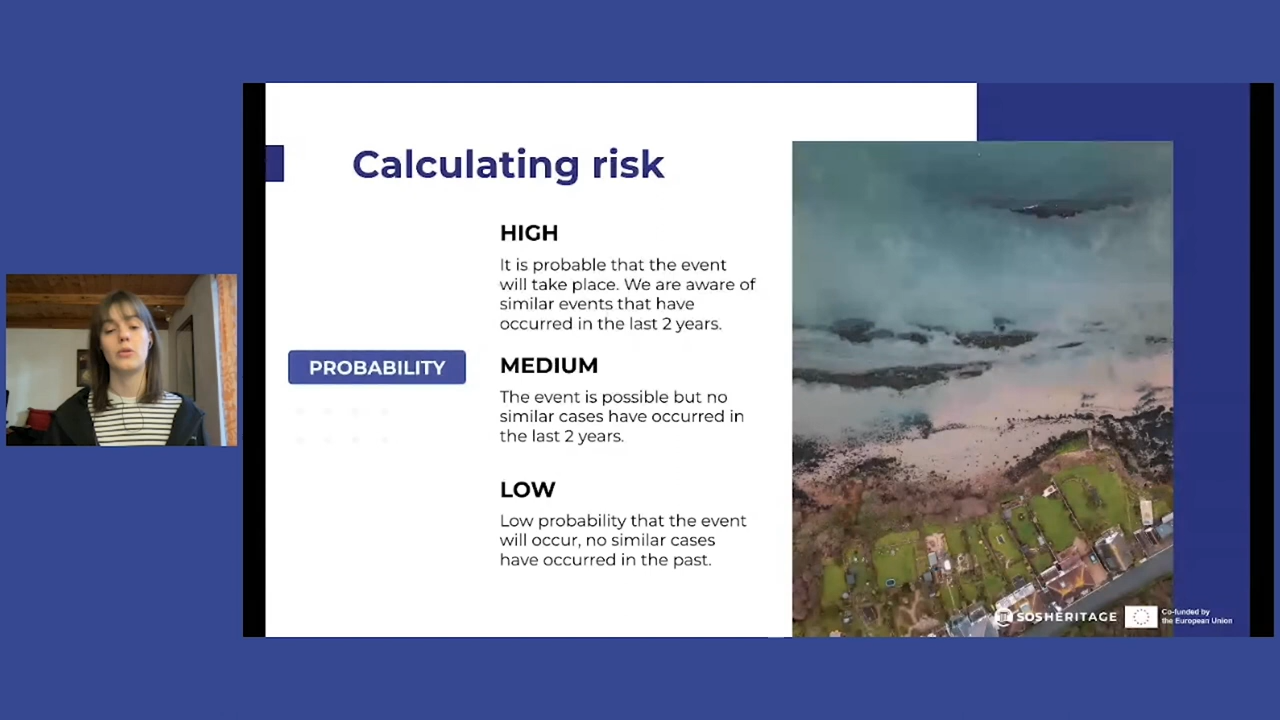 Calculating risk
HIGH
It is probable that the event
will take place. We are aware of
similar events that have
occurred in the last 2 years.
PROBABILITY
MEDIUM
The event is possible but no
similar cases have occurred in
the last 2 years.
LOW
Low probability that the event
will occur, no similar cases
have occurred in the past.
SOSHERITAGE
Co-funded by
the European Union